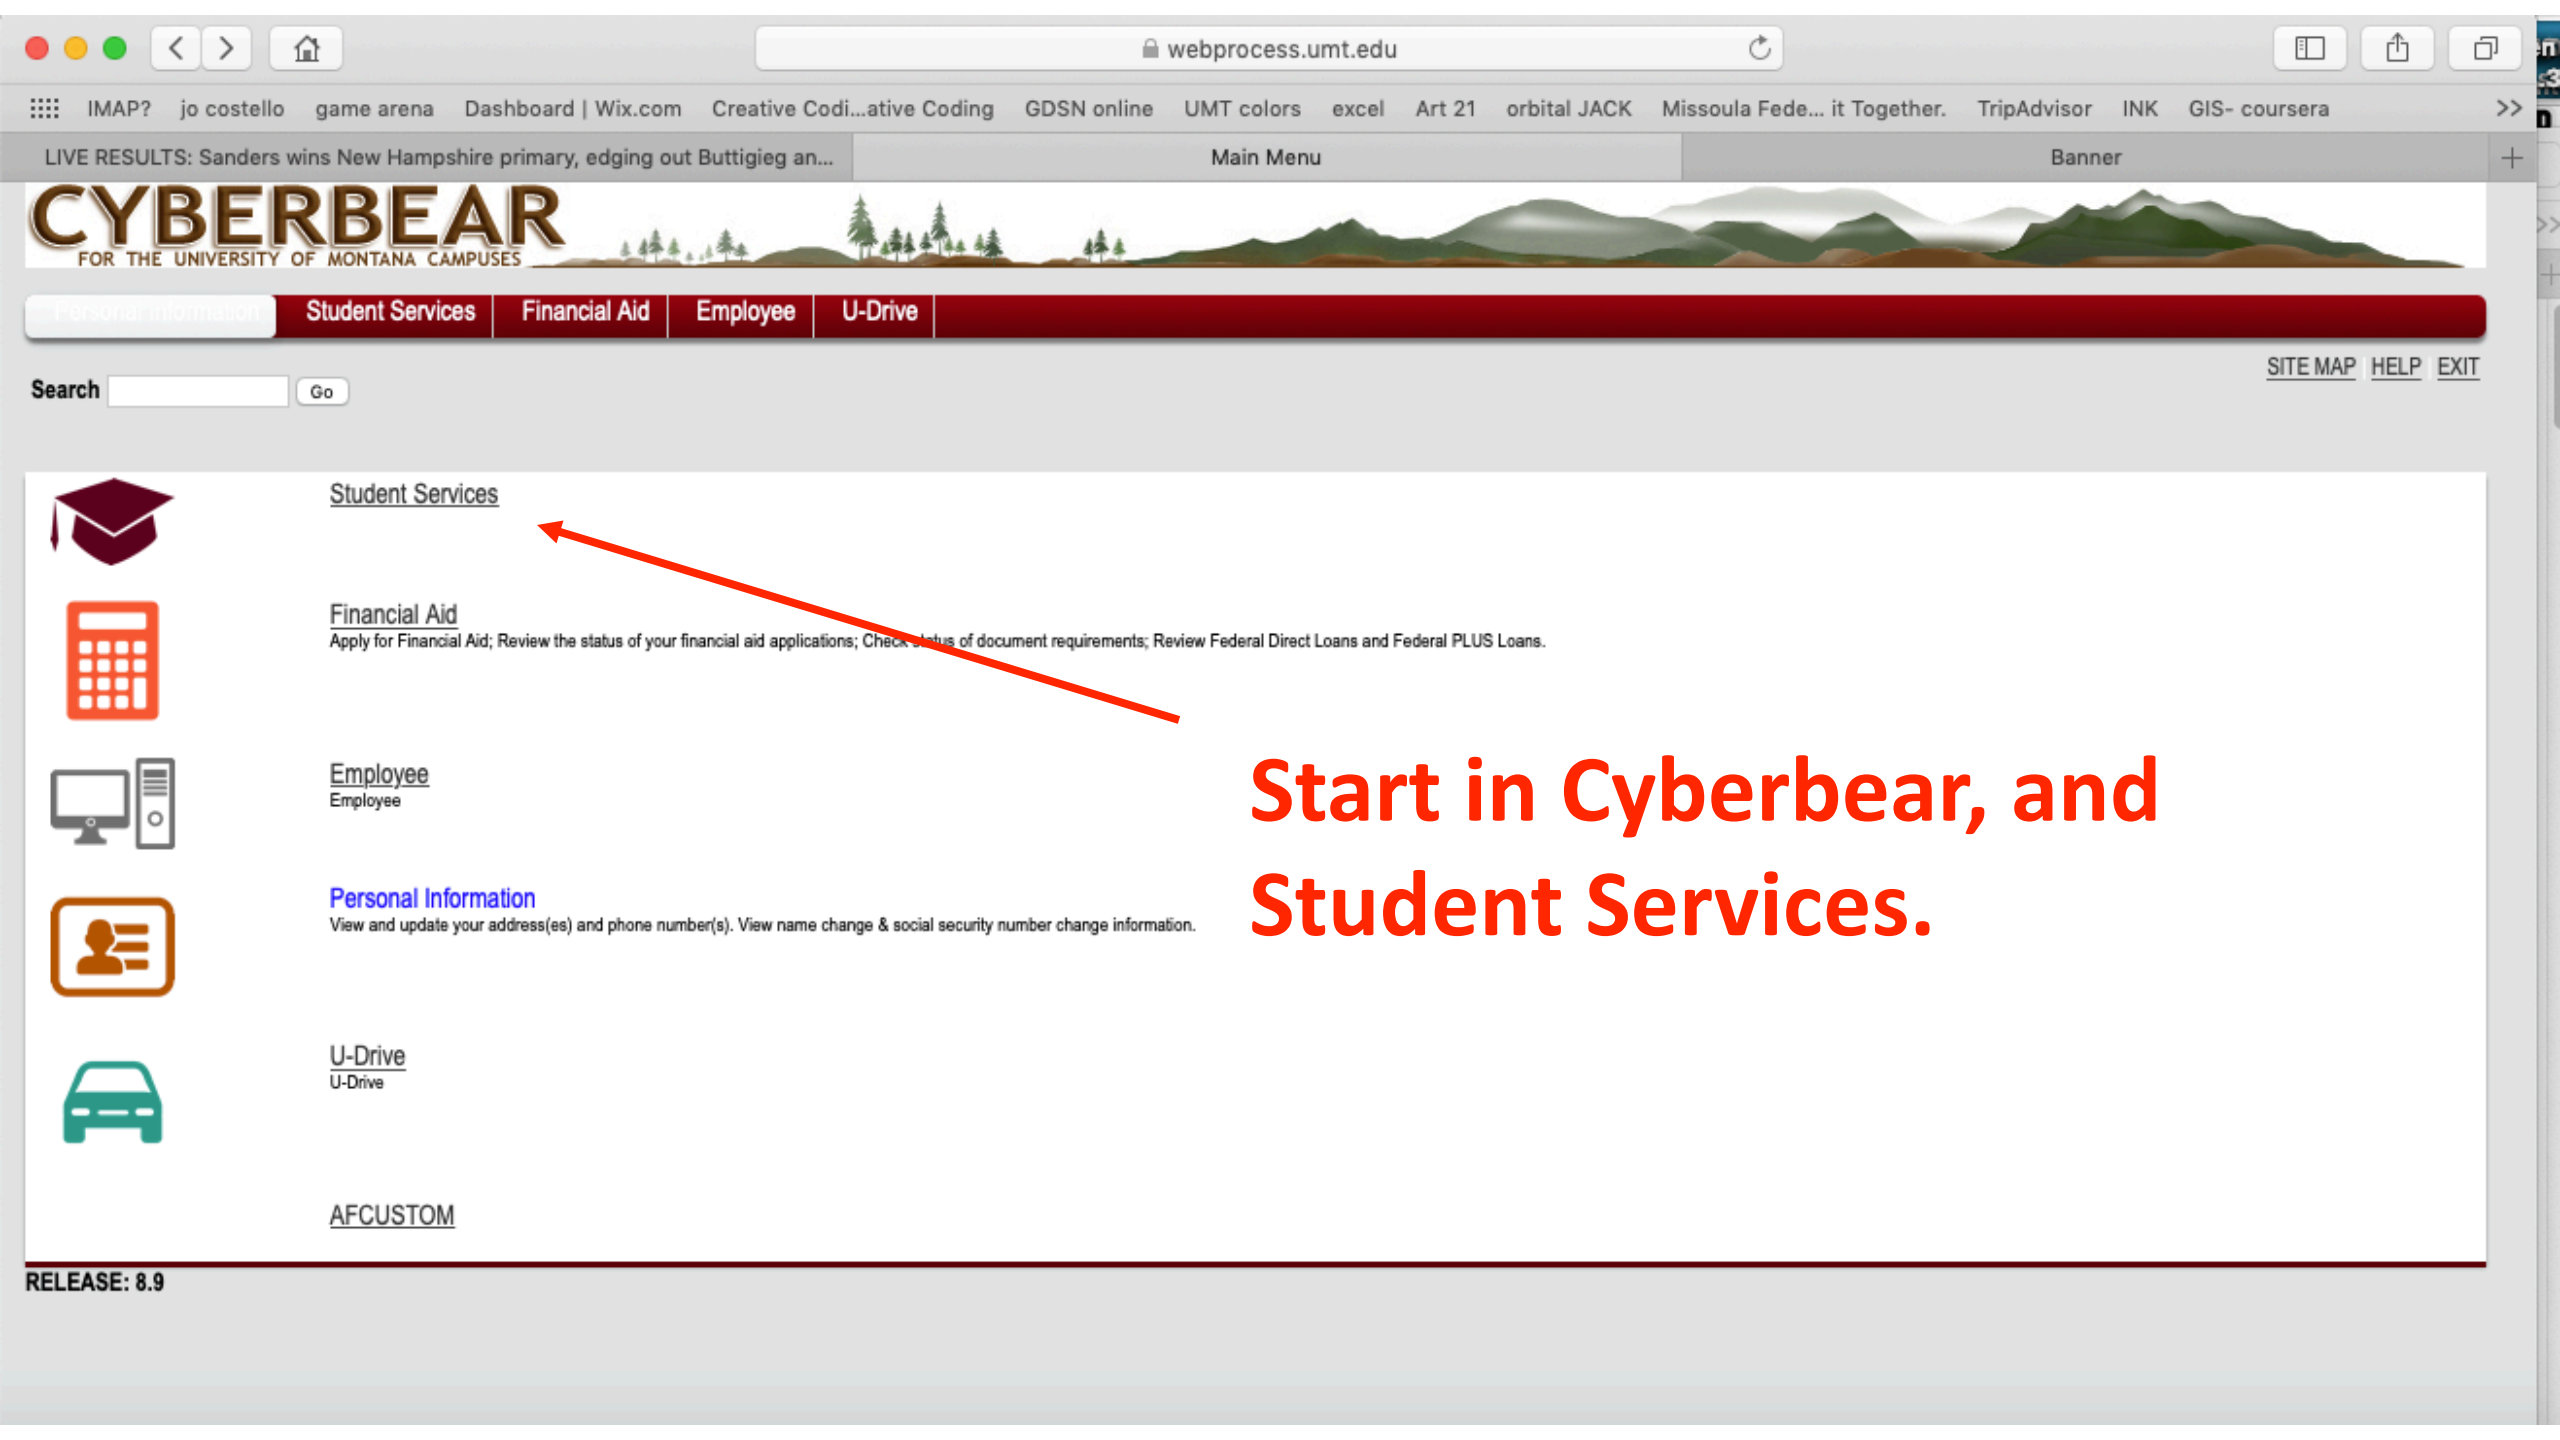 webprocess.umt.edu
IMAP? jo costello game arena Dashboard | Wix.com Creative Codi...ative Coding GDSN online UMT colors excel Art 21 orbital JACK Missoula Fede... it Together. TripAdvisor INK GIS- coursera >>
LIVE RESULTS: Sanders wins New Hampshire primary, edging out Buttigieg an... Main Menu Banner +
CYBERBEAR
FOR THE UNIVERSITY OF MONTANA CAMPUSES
Personal Information Student Services Financial Aid Employee U-Drive
SITE MAP HELP EXIT
Search Go
Student Services
Financial Aid
Apply for Financial Aid; Review the status of your financial aid applications; Check status of document requirements; Review Federal Direct Loans and Federal PLUS Loans.
Employee
Employee
Start in Cyberbear, and
Student Services.
Personal Information
View and update your address(es) and phone number(s). View name change & social security number change information.
U-Drive
U-Drive
AFCUSTOM
RELEASE: 8.9